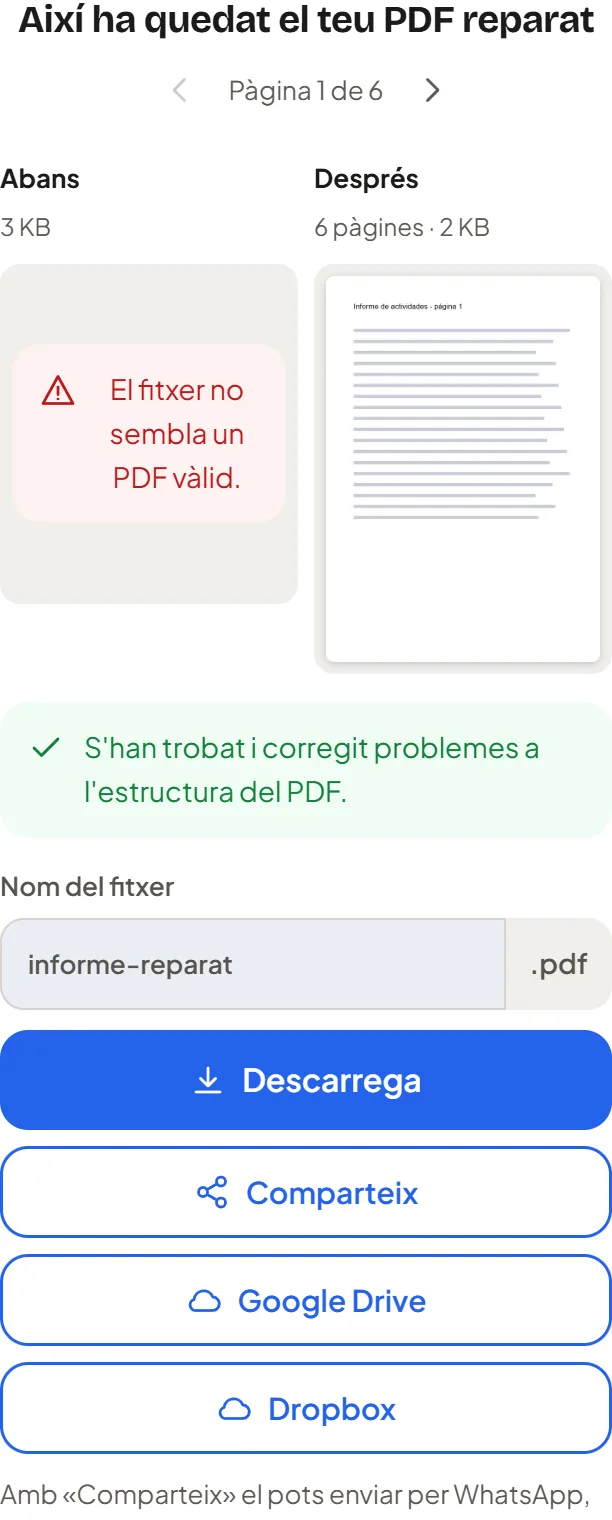 Així ha quedat el teu PDF reparat
Pàgina 1 de 6
Abans
3 KB
El fitxer no
sembla un
PDF vàlid.
Després
6 pàgines · 2 KB
Informe de actividades - página 1
S'han trobat i corregit problemes a
l'estructura del PDF.
Nom del fitxer
informe-reparat
.pdf
Descarrega
Comparteix
Google Drive
Dropbox
Amb «Comparteix» el pots enviar per WhatsApp,